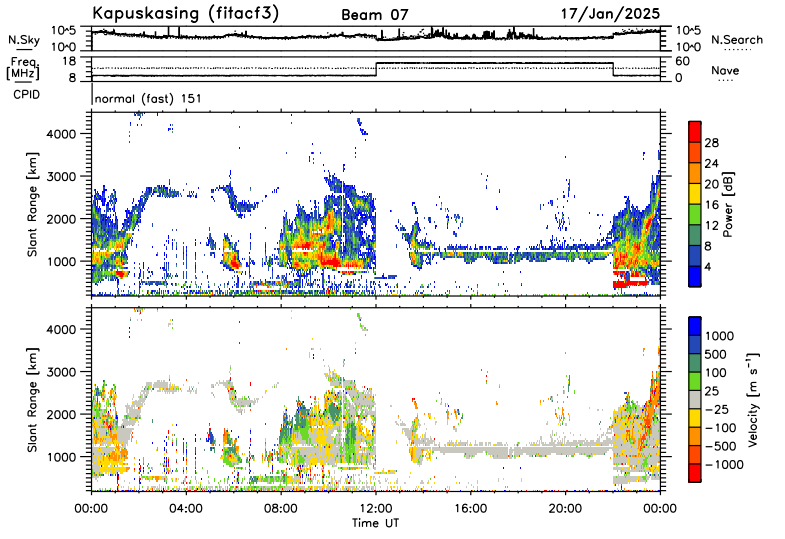 Kapuskasing (fitacf3) Beam 07 17/Jan/2025
N.Sky 10^5 10^0 10^5 10^0 N.Search
Freq. [MHz] 18 8 60 0 Nave
CPID normal (fast) 151
Slant Range [km] 4000 3000 2000 1000
Power [dB] 28 24 20 16 12 8 4
Slant Range [km] 4000 3000 2000 1000
Velocity [m s⁻¹] 1000 500 100 25 −25 −100 −500 −1000
00:00 04:00 08:00 12:00 16:00 20:00 00:00
Time UT